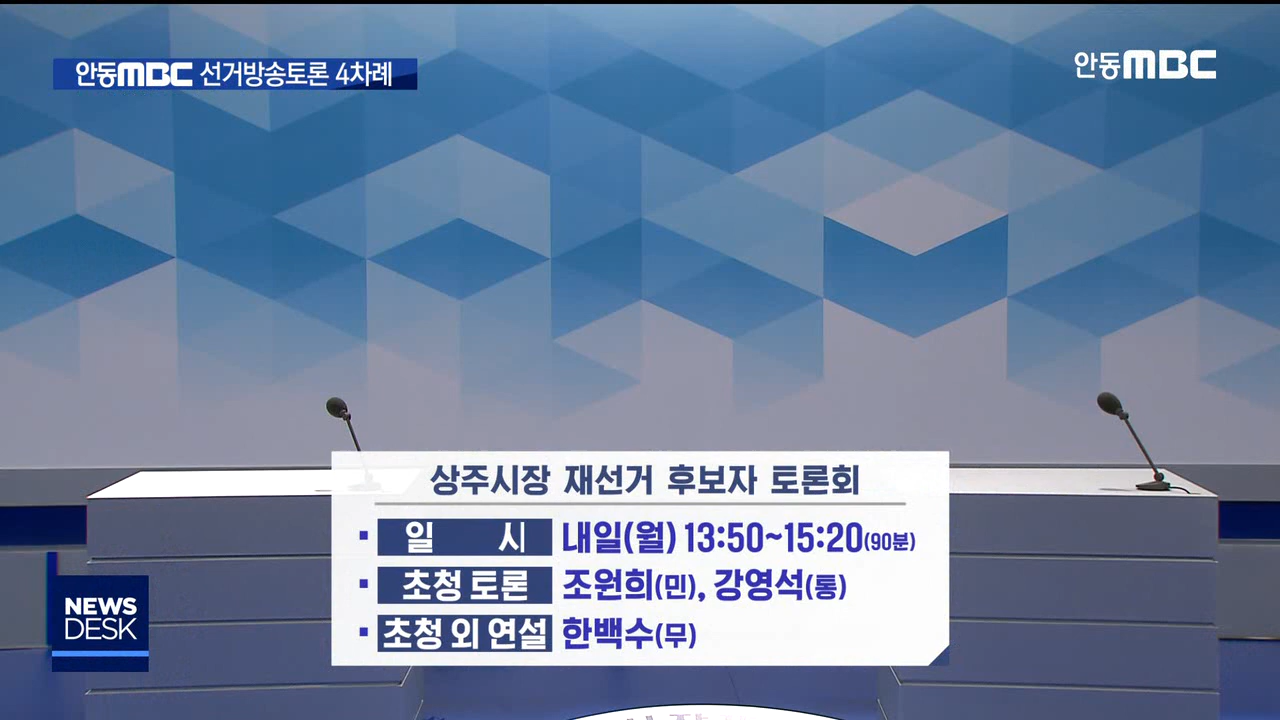 안동MBC 선거방송토론 4차례
안동MBC
상주시장 재선거 후보자 토론회
일 시 내일(월) 13:50~15:20(90분)
초청 토론 조원희(민), 강영석(통)
초청 외 연설 한백수(무)
NEWS
DESK